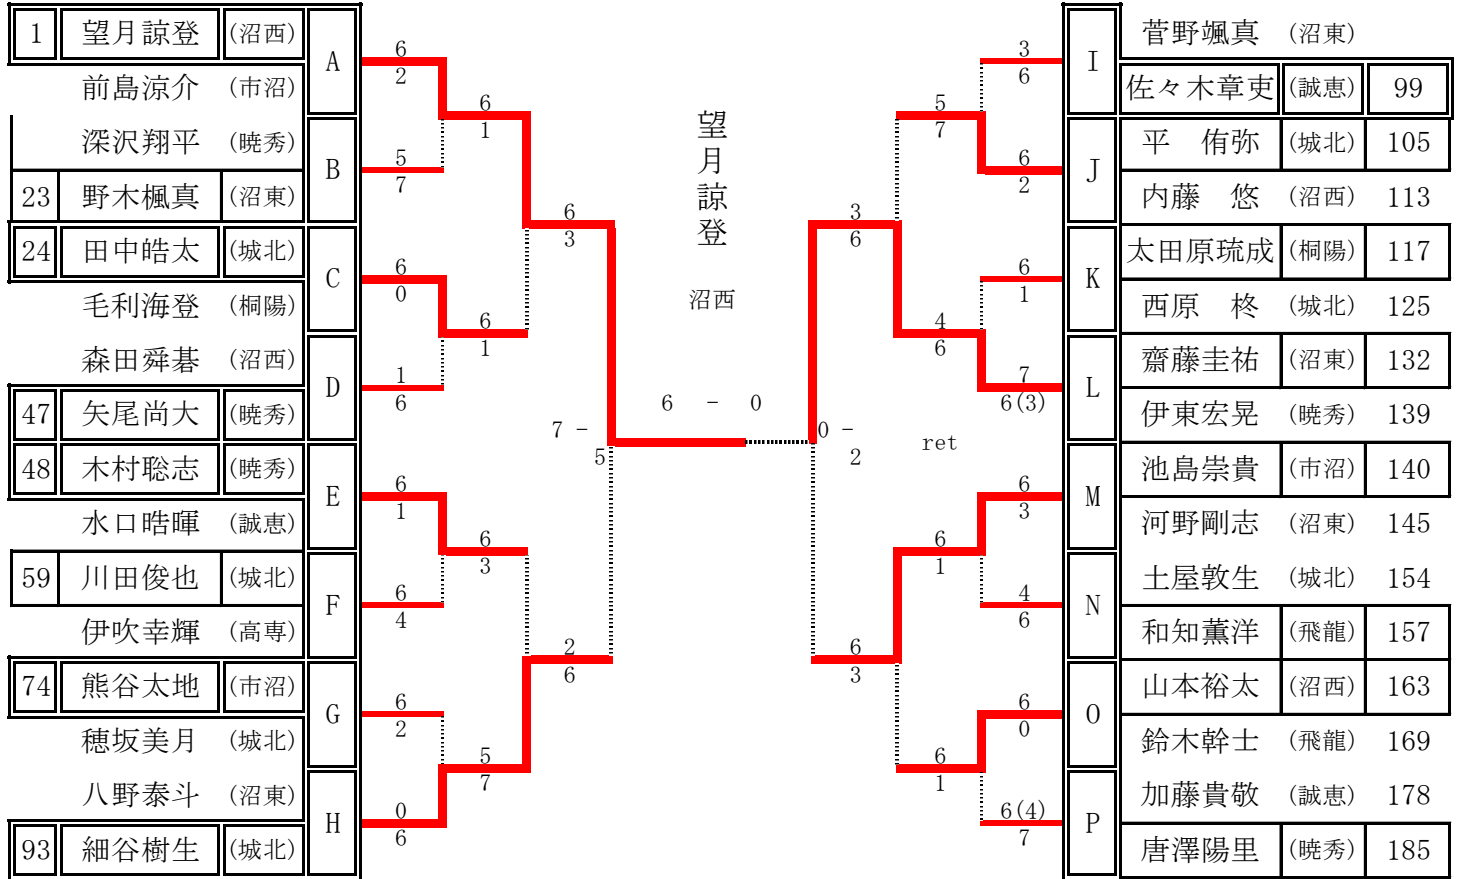 1 望月諒登 (沼西)
A
前島涼介 (市沼)
6
2
深沢翔平 (暁秀)
B
23 野木楓真 (沼東)
5
7
6
1
24 田中皓太 (城北)
C
毛利海登 (桐陽)
6
0
森田舜碁 (沼西)
D
47 矢尾尚大 (暁秀)
1
6
6
1
6
3
48 木村聡志 (暁秀)
E
水口晧暉 (誠恵)
6
1
59 川田俊也 (城北)
F
伊吹幸輝 (高専)
6
4
6
3
74 熊谷太地 (市沼)
G
穂坂美月 (城北)
6
2
八野泰斗 (沼東)
H
93 細谷樹生 (城北)
0
6
5
7
2
6
7 -
5
望月諒登
沼西
6 - 0
0 -
2
ret
菅野颯真 (沼東)
I
佐々木章吏 (誠恵) 99
3
6
平 侑弥 (城北) 105
J
内藤 悠 (沼西) 113
6
2
5
7
太田原琉成 (桐陽) 117
K
西原 柊 (城北) 125
6
1
齋藤圭祐 (沼東) 132
L
伊東宏晃 (暁秀) 139
7
6(3)
4
6
3
6
池島崇貴 (市沼) 140
M
河野剛志 (沼東) 145
6
3
土屋敦生 (城北) 154
N
和知薫洋 (飛龍) 157
4
6
6
1
山本裕太 (沼西) 163
O
鈴木幹士 (飛龍) 169
6
0
加藤貴敬 (誠恵) 178
P
唐澤陽里 (暁秀) 185
6(4)
7
6
1
6
3